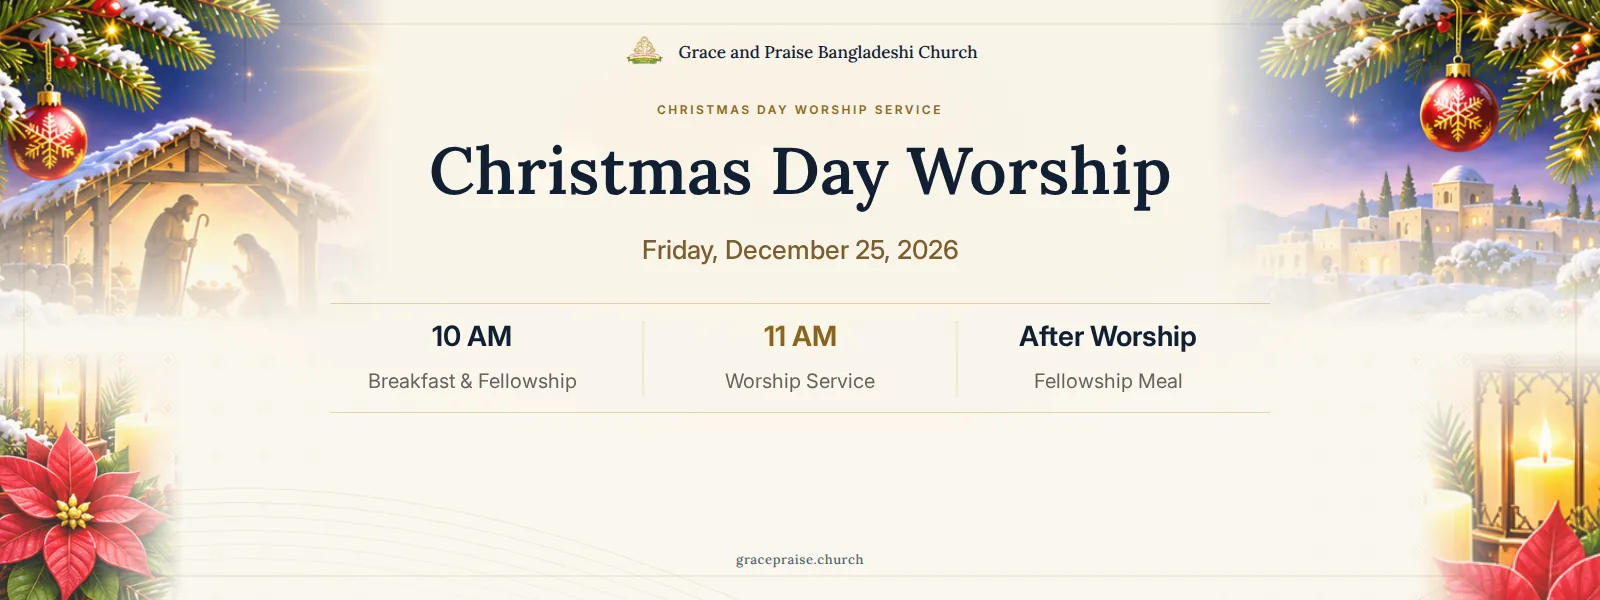 Grace and Praise Bangladeshi Church
CHRISTMAS DAY WORSHIP SERVICE
Christmas Day Worship
Friday, December 25, 2026
10 AM
Breakfast & Fellowship
11 AM
Worship Service
After Worship
Fellowship Meal
gracepraise.church